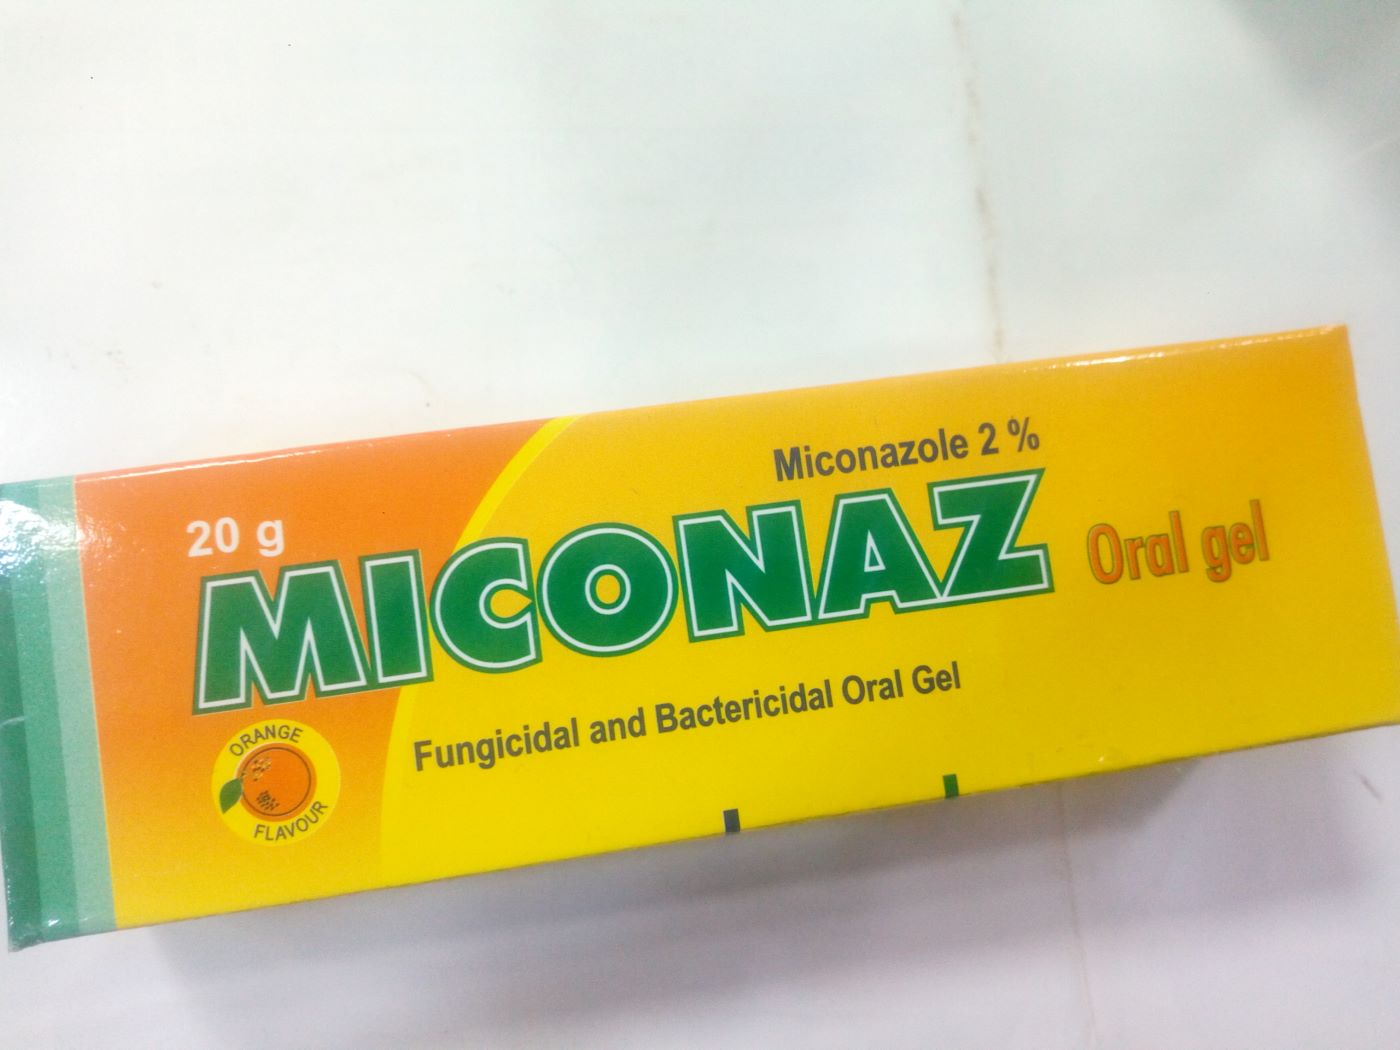 Miconazole 2 %
20 g
MICONAZ
Oral gel
Fungicidal and Bactericidal Oral Gel
ORANGE
FLAVOUR